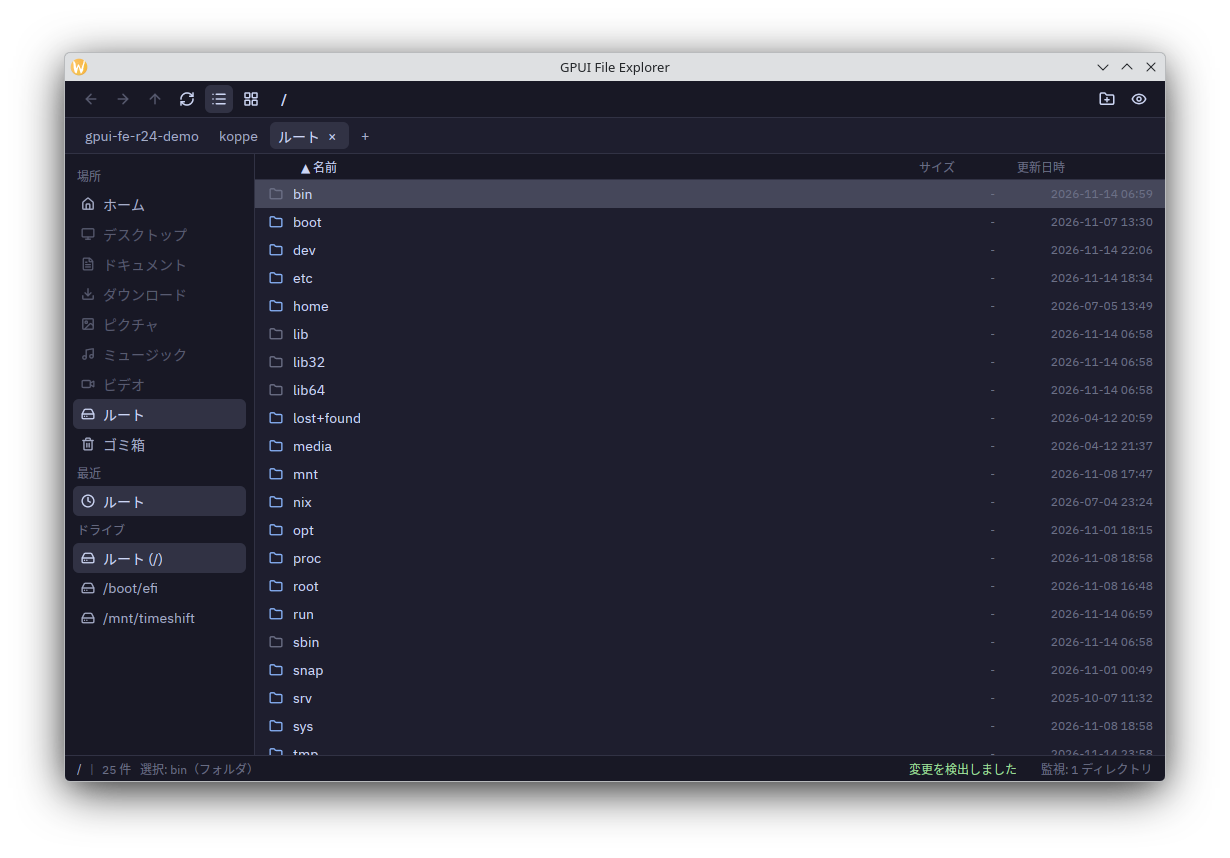 GPUI File Explorer
/
gpui-fe-r24-demo koppe ルート × +
場所
ホーム
デスクトップ
ドキュメント
ダウンロード
ピクチャ
ミュージック
ビデオ
ルート
ゴミ箱
最近
ルート
ドライブ
ルート (/)
/boot/efi
/mnt/timeshift
▲名前 サイズ 更新日時
bin - 2026-11-14 06:59
boot - 2026-11-07 13:30
dev - 2026-11-14 22:06
etc - 2026-11-14 18:34
home - 2026-07-05 13:49
lib - 2026-11-14 06:58
lib32 - 2026-11-14 06:58
lib64 - 2026-11-14 06:58
lost+found - 2026-04-12 20:59
media - 2026-04-12 21:37
mnt - 2026-11-08 17:47
nix - 2026-07-04 23:24
opt - 2026-11-01 18:15
proc - 2026-11-08 18:58
root - 2026-11-08 16:48
run - 2026-11-14 06:59
sbin - 2026-11-14 06:58
snap - 2026-11-01 00:49
srv - 2025-10-07 11:32
sys - 2026-11-08 18:58
tmp - 2026-11-14 23:58
/ | 25 件 選択: bin（フォルダ） 変更を検出しました 監視: 1 ディレクトリ